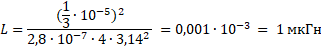 L = (1/3 · 10⁻⁵)² / 2,8 · 10⁻⁷ · 4 · 3,14² = 0,001 · 10⁻³ = 1 мкГн